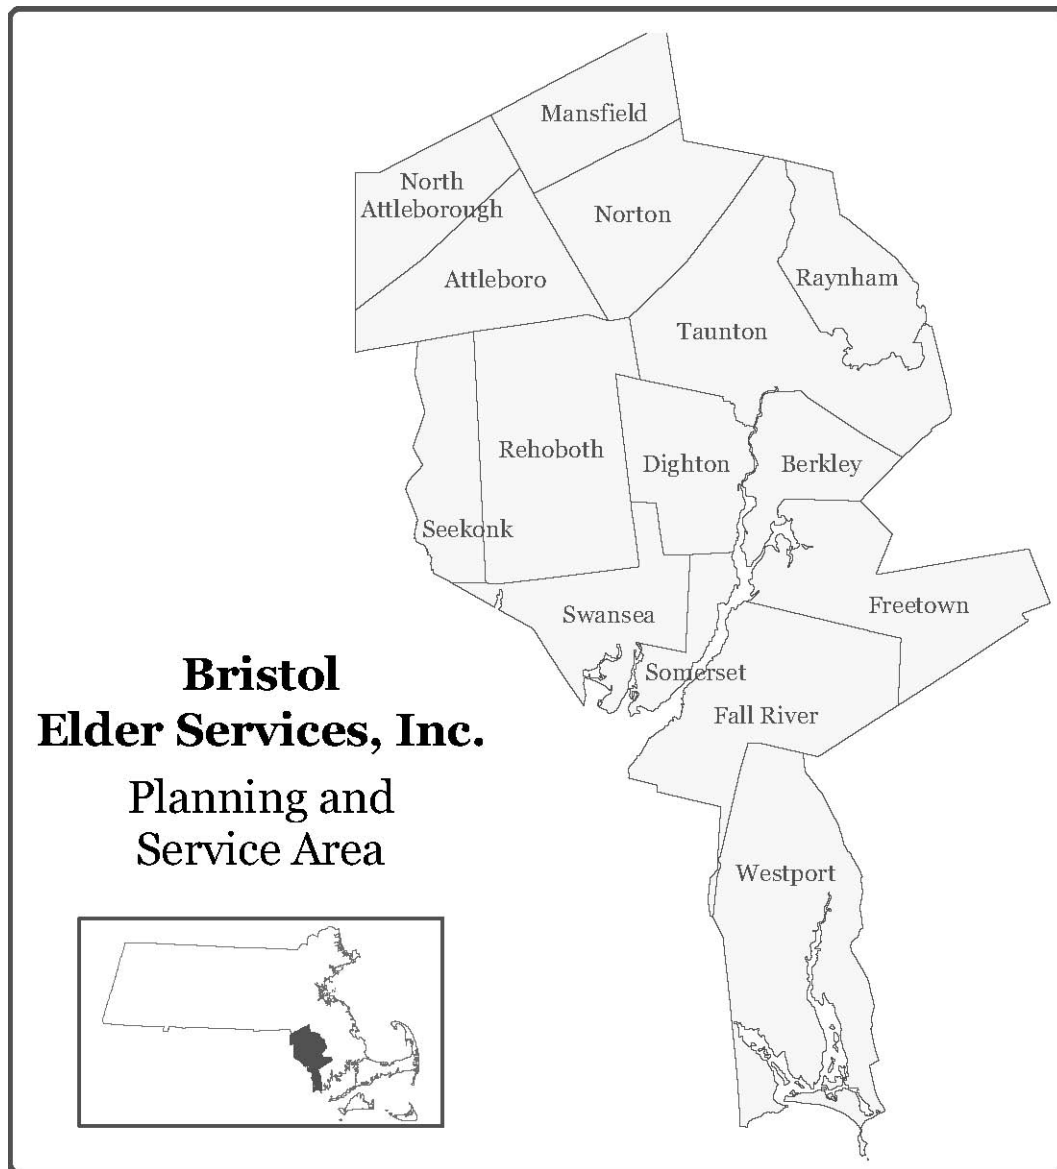 Mansfield
North
Attleborough
Norton
Attleboro
Raynham
Taunton
Rehoboth
Dighton
Berkley
Seekonk
Swansea
Freetown
Somerset
Fall River
Westport
Bristol
Elder Services, Inc.
Planning and
Service Area